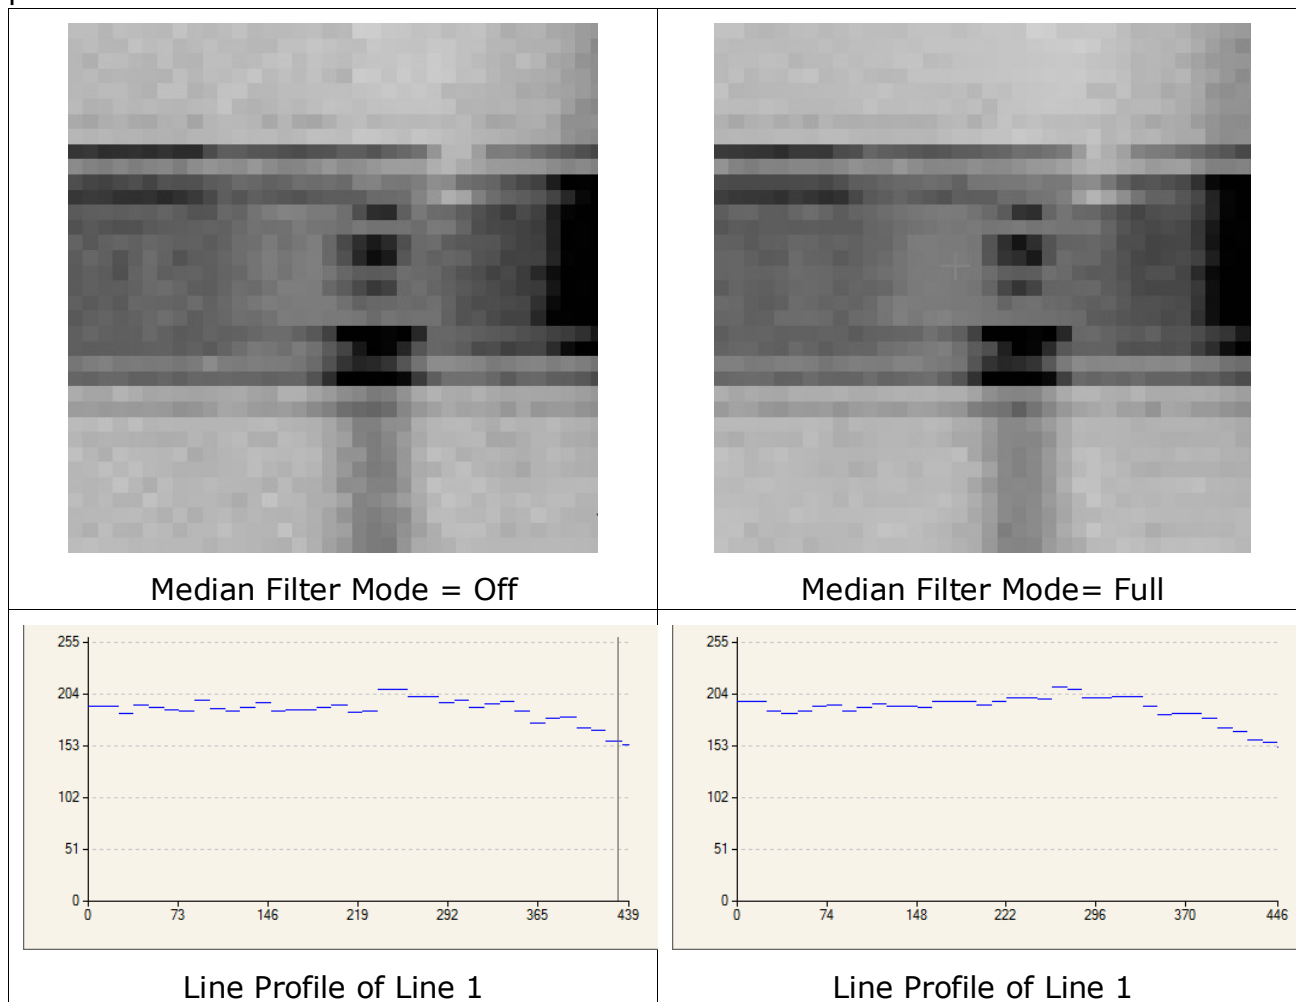 Median Filter Mode = Off
Median Filter Mode= Full
255
204
153
102
51
0
0 73 146 219 292 365 439
255
204
153
102
51
0
0 74 148 222 296 370 446
Line Profile of Line 1
Line Profile of Line 1